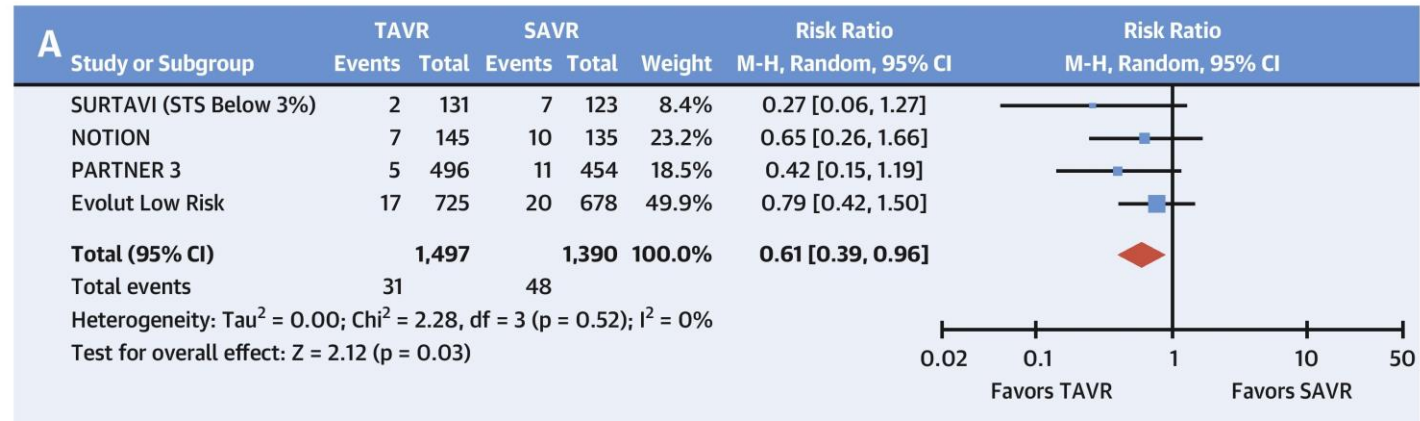 A
TAVR SAVR Risk Ratio Risk Ratio
Study or Subgroup Events Total Events Total Weight M-H, Random, 95% CI M-H, Random, 95% CI
SURTAVI (STS Below 3%) 2 131 7 123 8.4% 0.27 [0.06, 1.27]
NOTION 7 145 10 135 23.2% 0.65 [0.26, 1.66]
PARTNER 3 5 496 11 454 18.5% 0.42 [0.15, 1.19]
Evolut Low Risk 17 725 20 678 49.9% 0.79 [0.42, 1.50]
Total (95% CI) 1,497 1,390 100.0% 0.61 [0.39, 0.96]
Total events 31 48
Heterogeneity: Tau² = 0.00; Chi² = 2.28, df = 3 (p = 0.52); I² = 0%
Test for overall effect: Z = 2.12 (p = 0.03)
0.02 0.1 1 10 50
Favors TAVR Favors SAVR